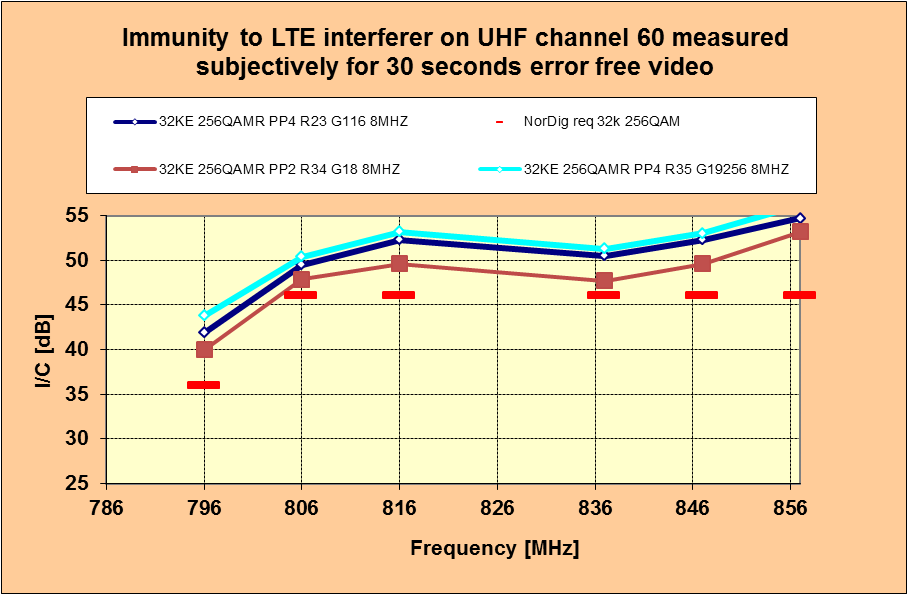 Immunity to LTE interferer on UHF channel 60 measured
subjectively for 30 seconds error free video
32KE 256QAMR PP4 R23 G116 8MHZ
NorDig req 32k 256QAM
32KE 256QAMR PP2 R34 G18 8MHZ
32KE 256QAMR PP4 R35 G19256 8MHZ
55
50
45
40
35
30
25
I/C [dB]
786 796 806 816 826 836 846 856
Frequency [MHz]